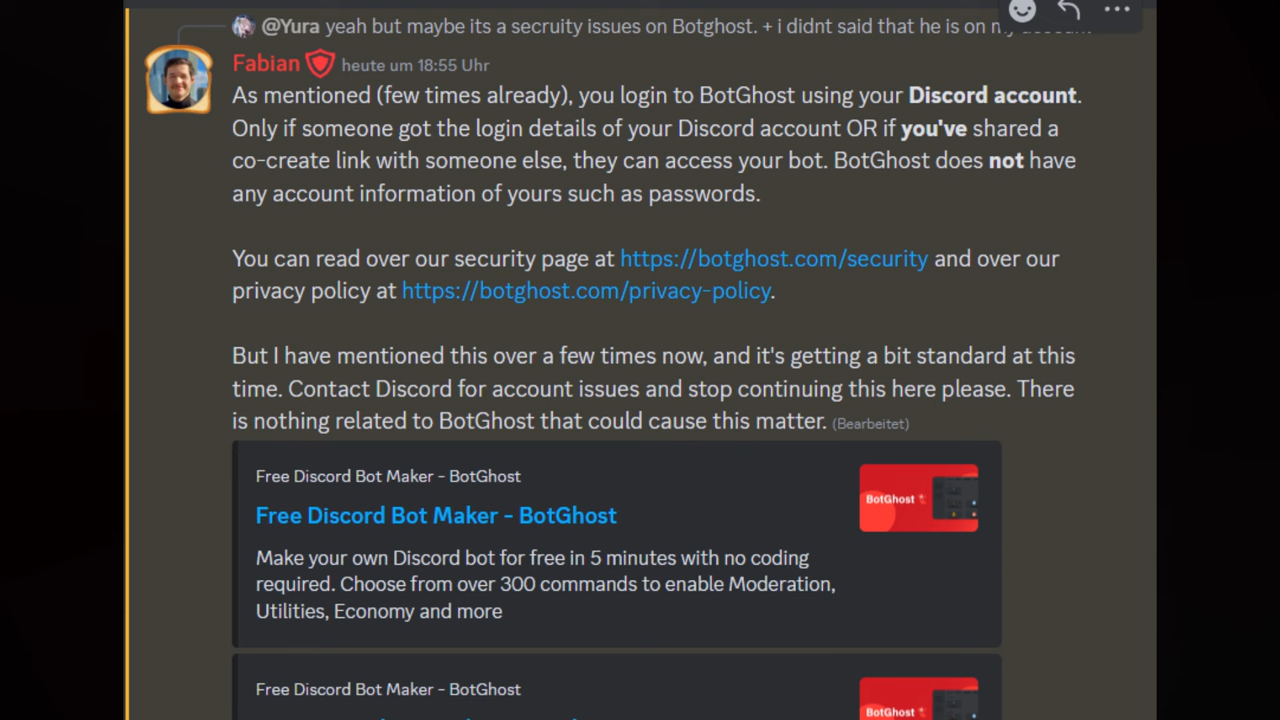 @Yura yeah but maybe its a secruity issues on Botghost. + i didnt said that he is on my account.
Fabian heute um 18:55 Uhr
As mentioned (few times already), you login to BotGhost using your Discord account.
Only if someone got the login details of your Discord account OR if you've shared a
co-create link with someone else, they can access your bot. BotGhost does not have
any account information of yours such as passwords.
You can read over our security page at https://botghost.com/security and over our
privacy policy at https://botghost.com/privacy-policy.
But I have mentioned this over a few times now, and it's getting a bit standard at this
time. Contact Discord for account issues and stop continuing this here please. There
is nothing related to BotGhost that could cause this matter. (Bearbeitet)
Free Discord Bot Maker - BotGhost
Free Discord Bot Maker - BotGhost
BotGhost
Make your own Discord bot for free in 5 minutes with no coding
required. Choose from over 300 commands to enable Moderation,
Utilities, Economy and more
Free Discord Bot Maker - BotGhost
BotGhost